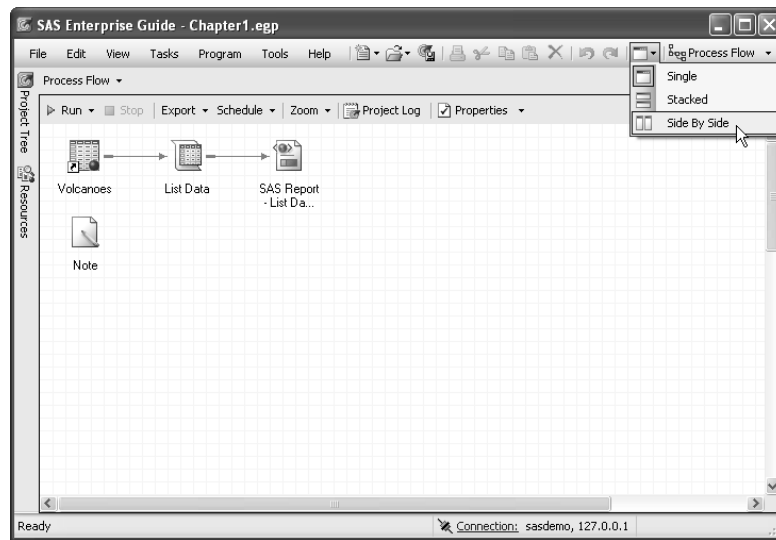 SAS Enterprise Guide - Chapter1.egp
File Edit View Tasks Program Tools Help Process Flow
Single
Stacked
Side By Side
Process Flow
Run Stop Export Schedule Zoom Project Log Properties
Project Tree
Resources
Volcanoes List Data SAS Report
- List Da...
Note
Ready Connection: sasdemo, 127.0.0.1